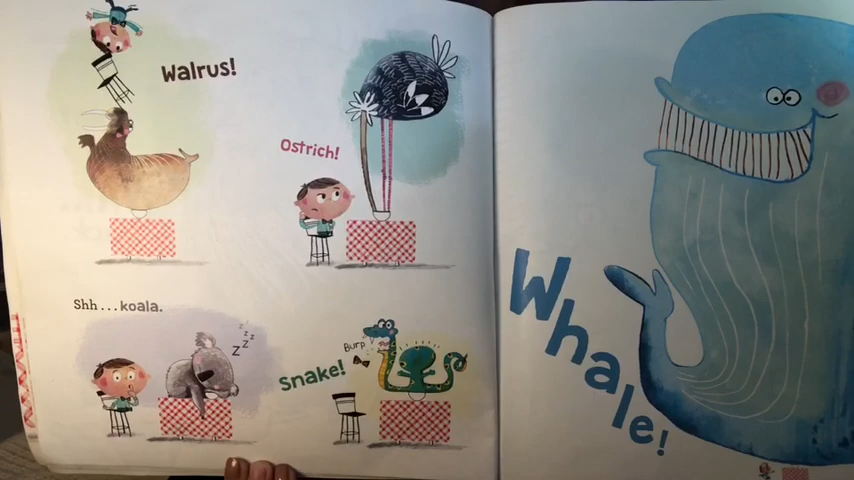 Walrus!
Ostrich!
Shh...koala.
z z z z z
Burp
Snake!
Whale!